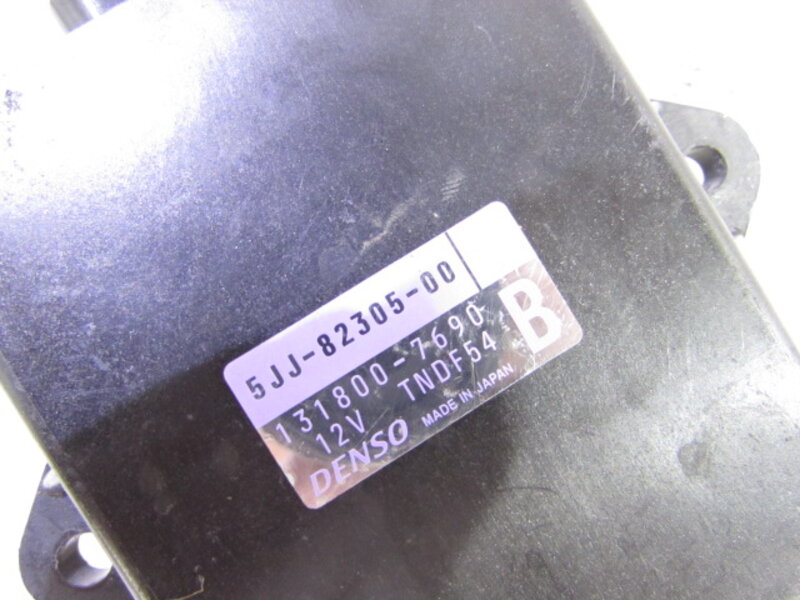 5JJ-82305-00
131800-7690
12V TNDF54 B
DENSO MADE IN JAPAN